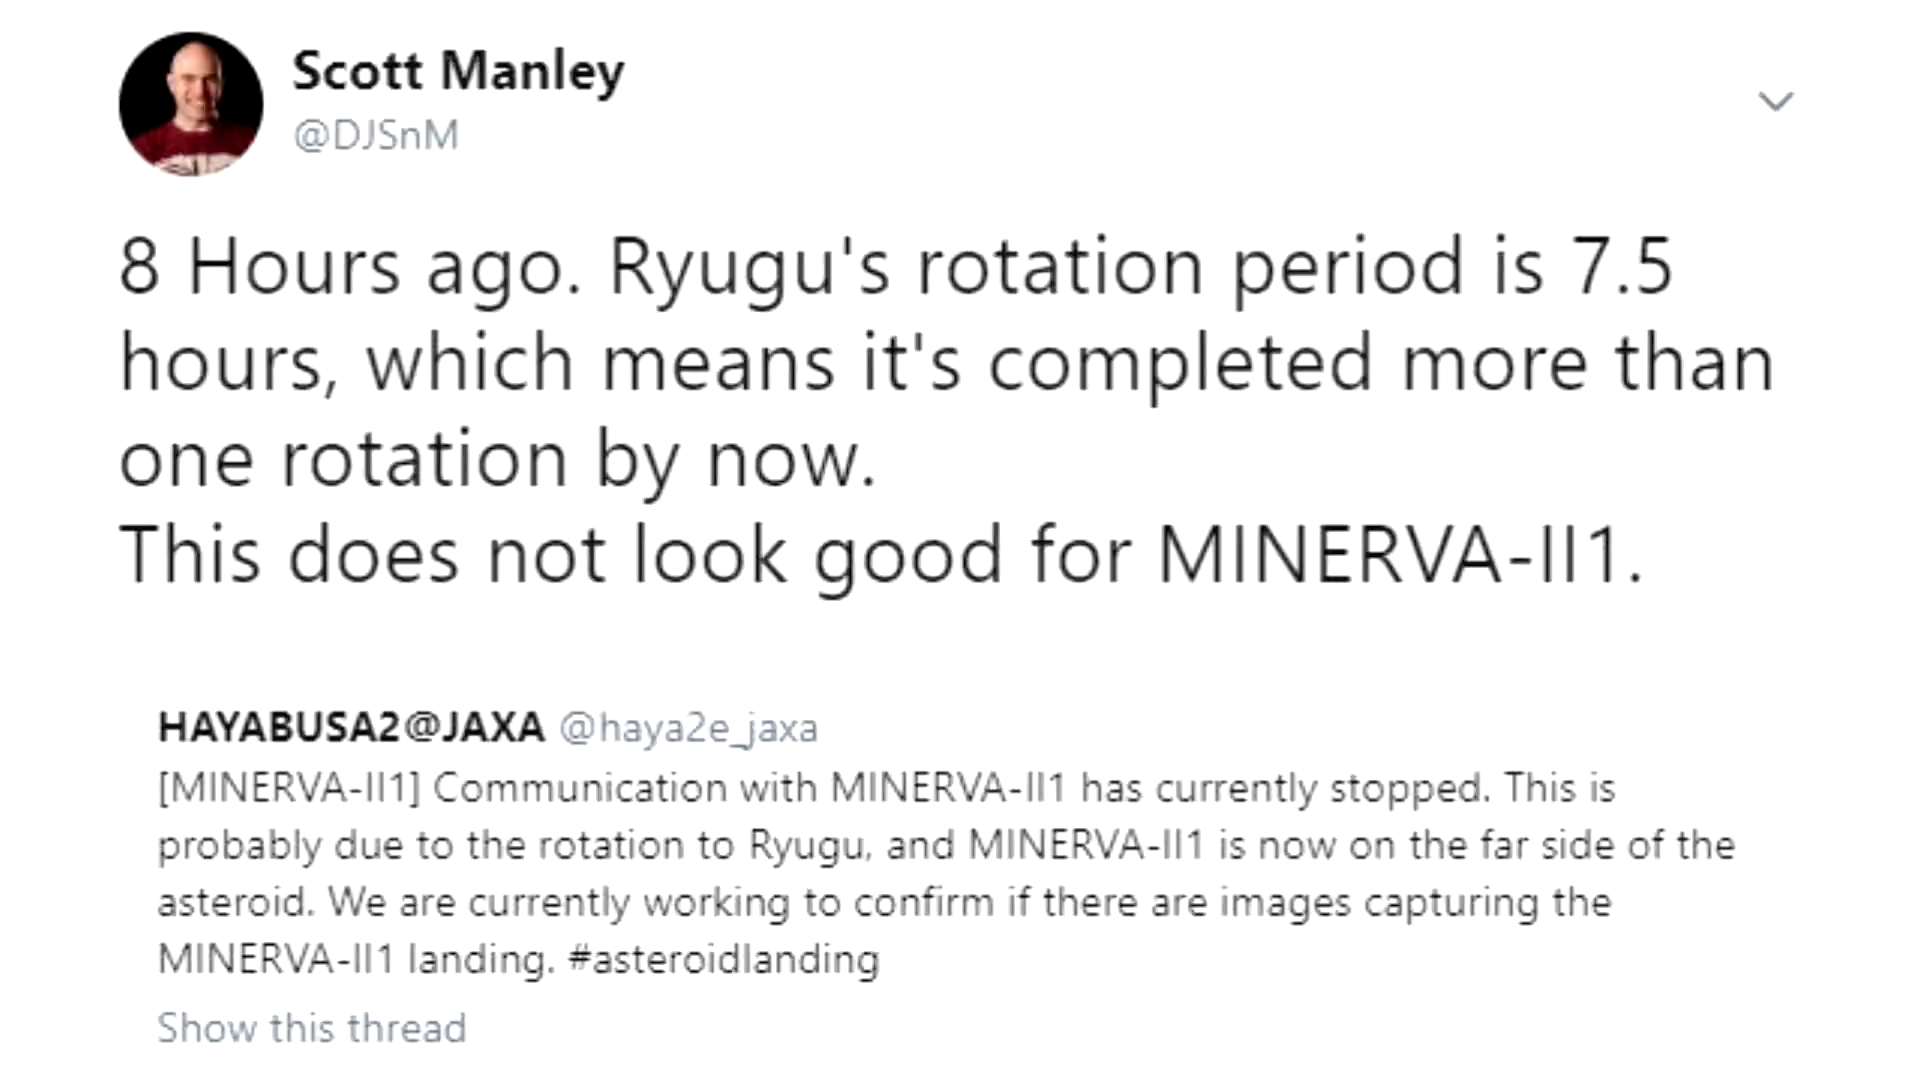 Scott Manley
@DJSnM
8 Hours ago. Ryugu's rotation period is 7.5
hours, which means it's completed more than
one rotation by now.
This does not look good for MINERVA-II1.
HAYABUSA2@JAXA @haya2e_jaxa
[MINERVA-II1] Communication with MINERVA-II1 has currently stopped. This is
probably due to the rotation to Ryugu, and MINERVA-II1 is now on the far side of the
asteroid. We are currently working to confirm if there are images capturing the
MINERVA-II1 landing. #asteroidlanding
Show this thread